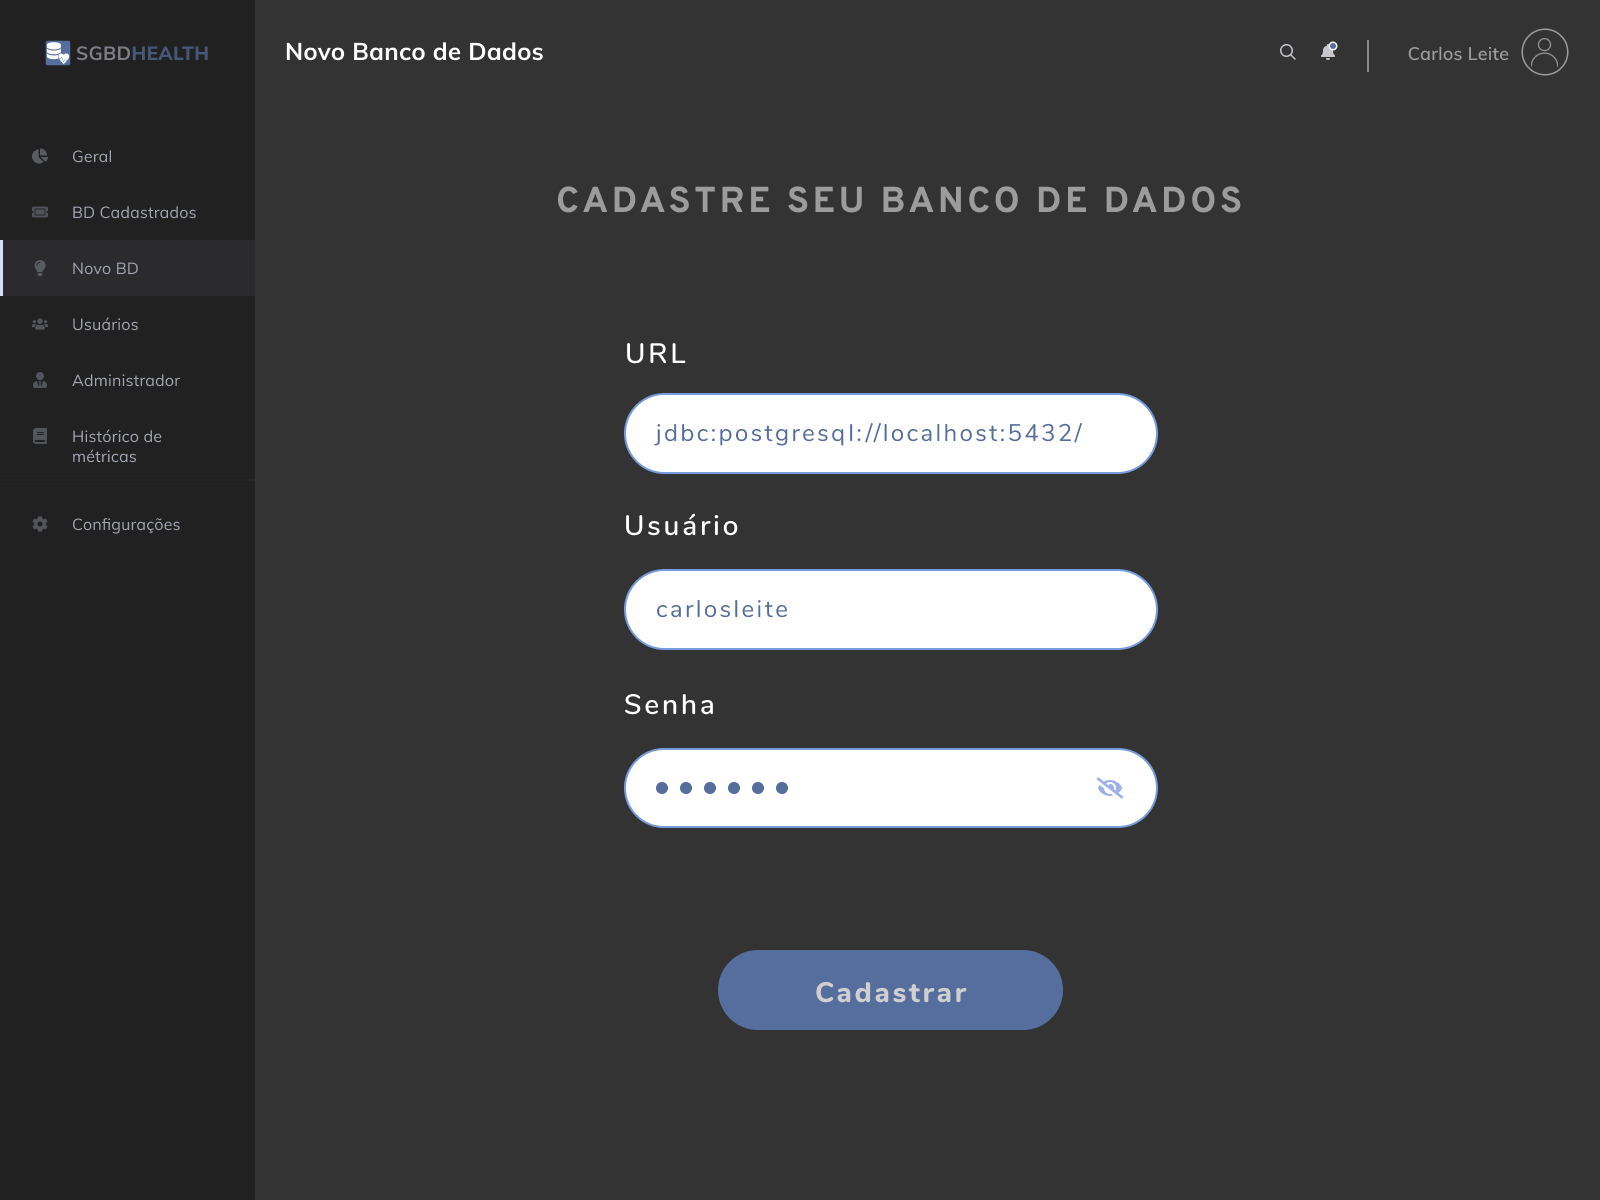 SGBDHEALTH
Novo Banco de Dados
Carlos Leite
Geral
BD Cadastrados
Novo BD
Usuários
Administrador
Histórico de
métricas
Configurações
CADASTRE SEU BANCO DE DADOS
URL
jdbc:postgresql://localhost:5432/
Usuário
carlosleite
Senha
Cadastrar